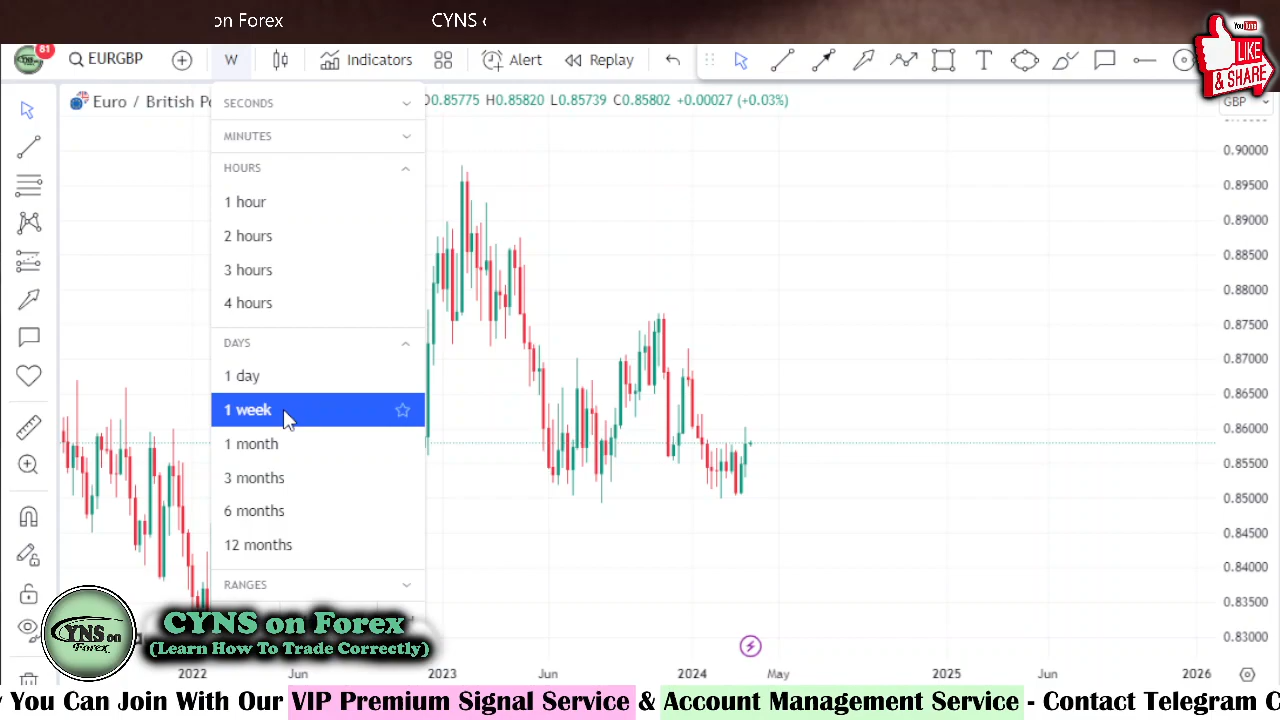 on Forex CYNS
81
EURGBP W Indicators Alert Replay T
YouTube
LIKE
& SHARE
Euro / British
0.85775 H0.85820 L0.85739 C0.85802 +0.00027 (+0.03%)
GBP
SECONDS
MINUTES
HOURS
1 hour
2 hours
3 hours
4 hours
DAYS
1 day
1 week
1 month
3 months
6 months
12 months
RANGES
0.90000
0.89500
0.89000
0.88500
0.88000
0.87500
0.87000
0.86500
0.86000
0.85500
0.85000
0.84500
0.84000
0.83500
0.83000
CYNS on Forex
(Learn How To Trade Correctly)
CYNS on
Forex
2022 Jun 2023 Jun 2024 May 2025 Jun 2026
You Can Join With Our VIP Premium Signal Service & Account Management Service - Contact Telegram